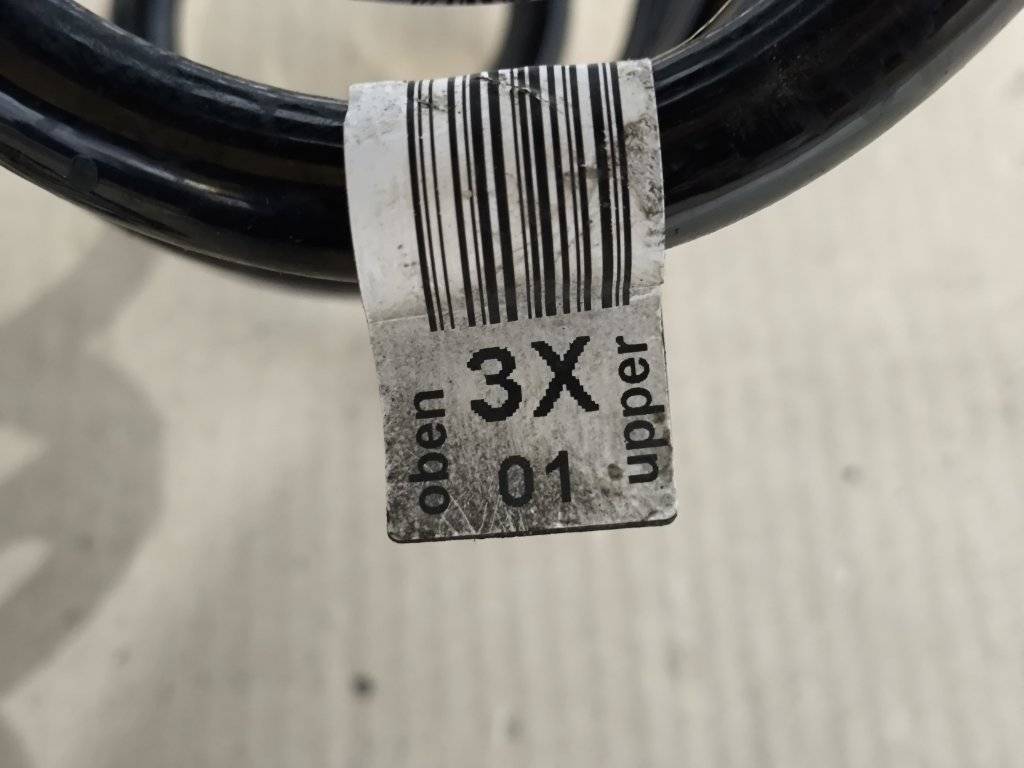 3X
01
oben
upper